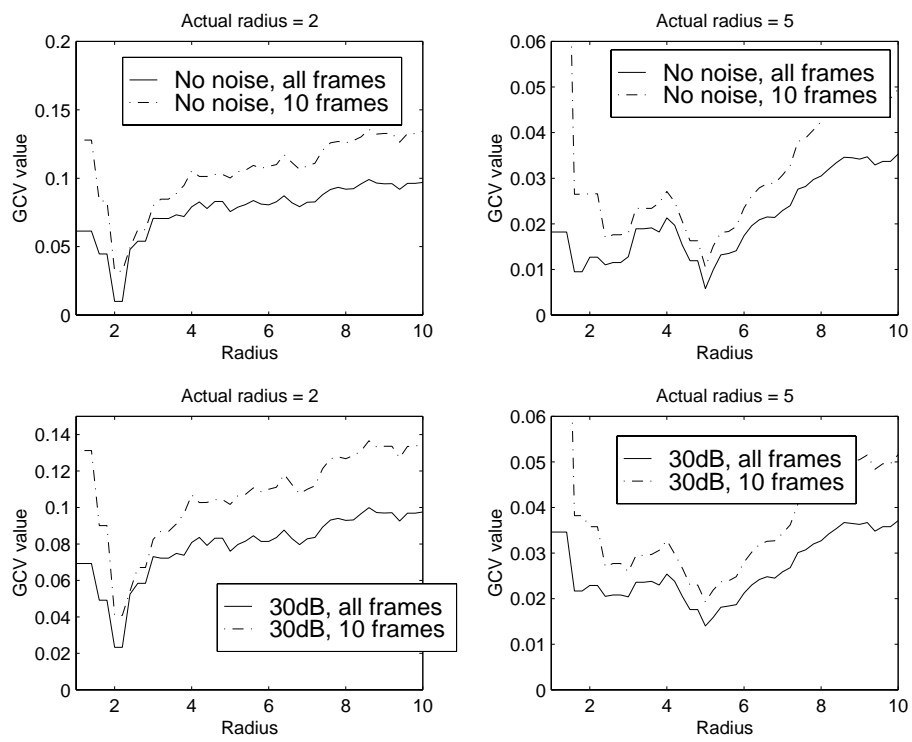 Actual radius = 2
0.2
0.15
0.1
0.05
0
GCV value
No noise, all frames
No noise, 10 frames
2 4 6 8 10
Radius
Actual radius = 5
0.06
0.05
0.04
0.03
0.02
0.01
0
GCV value
No noise, all frames
No noise, 10 frames
2 4 6 8 10
Radius
Actual radius = 2
0.14
0.12
0.1
0.08
0.06
0.04
0.02
0
GCV value
30dB, all frames
30dB, 10 frames
2 4 6 8 10
Radius
Actual radius = 5
0.06
0.05
0.04
0.03
0.02
0.01
0
GCV value
30dB, all frames
30dB, 10 frames
2 4 6 8 10
Radius